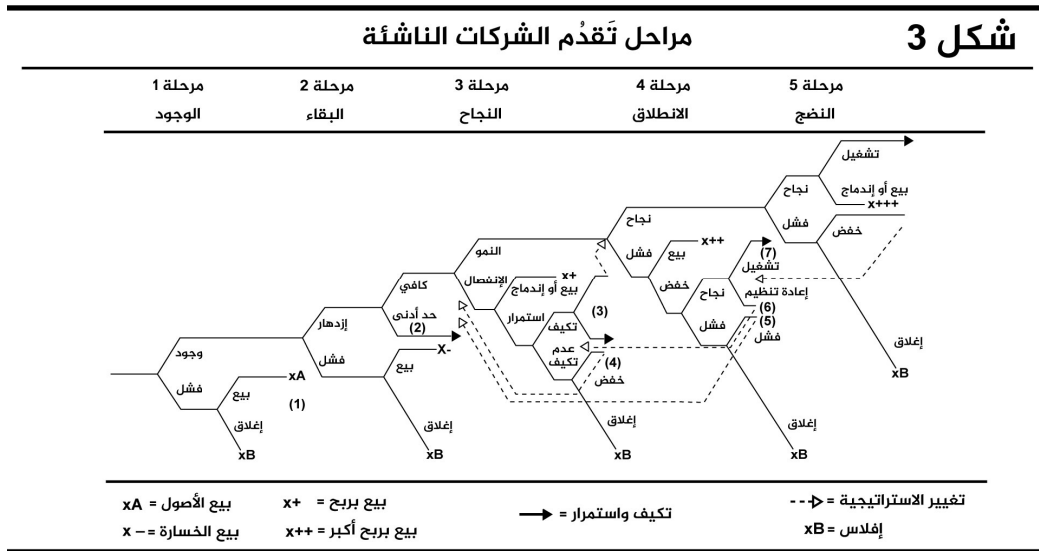 شكل 3
مراحل تَقدُم الشركات الناشئة
مرحلة 1
الوجود
مرحلة 2
البقاء
مرحلة 3
النجاح
مرحلة 4
الانطلاق
مرحلة 5
النضج
وجود
فشل
بيع
xA
(1)
إغلاق
xB
إزدهار
فشل
كافي
حد أدنى
(2)
بيع
X-
إغلاق
xB
النمو
الإنفصال
بيع أو إندماج
x+
استمرار
تكيف
(3)
عدم
تكيف
(4)
خفض
إغلاق
xB
نجاح
فشل
بيع
x++
خفض
نجاح
(7)
تشغيل
إعادة تنظيم
(6)
(5)
فشل
فشل
إغلاق
xB
نجاح
فشل
تشغيل
بيع أو إندماج
x+++
خفض
إغلاق
xB
xA = بيع الأصول
x – = بيع الخسارة
x+ = بيع بربح
x++ = بيع بربح أكبر
تكيف واستمرار =
تغيير الاستراتيجية =
xB = إفلاس